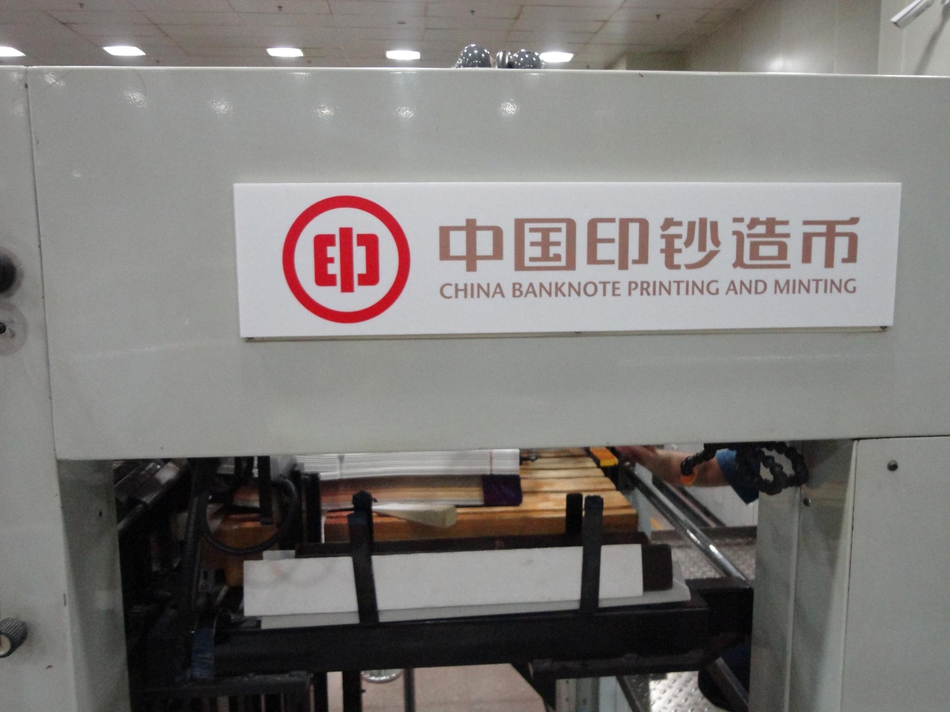 印
中国印钞造币
CHINA BANKNOTE PRINTING AND MINTING